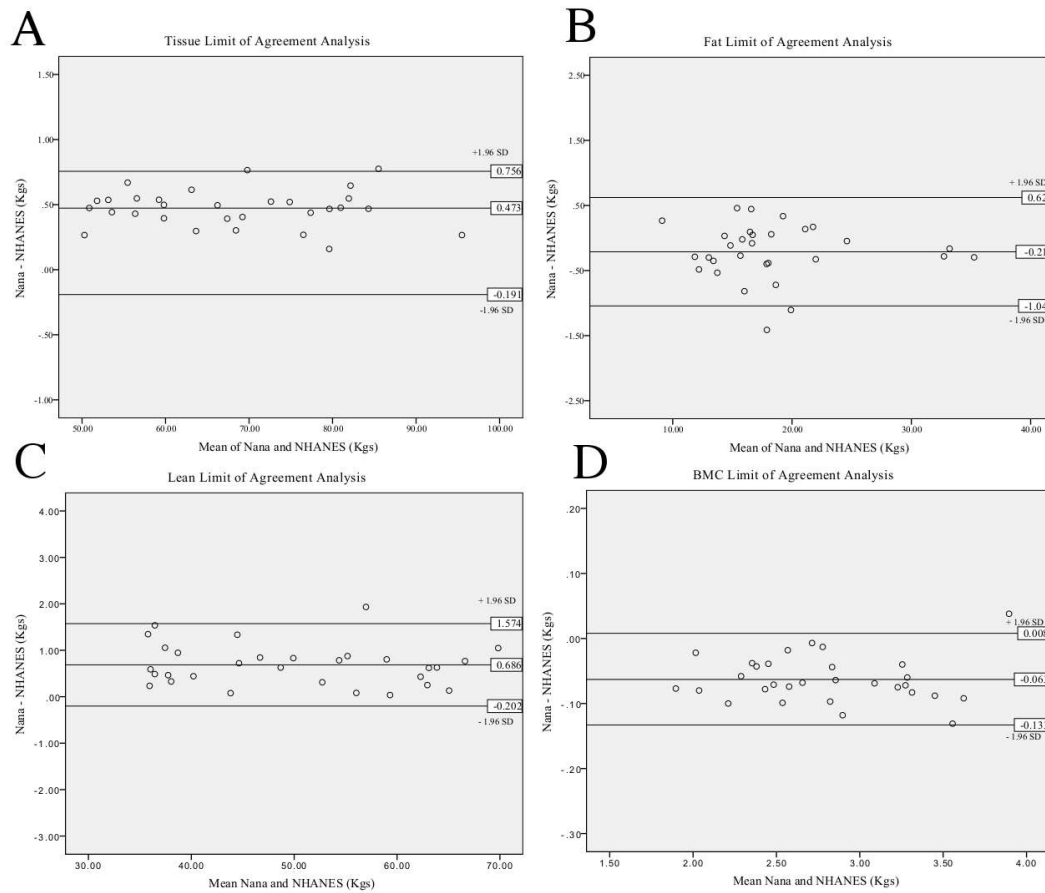 A
Tissue Limit of Agreement Analysis
Nana - NHANES (Kgs)
1.50
1.00
.50
.00
-.50
-1.00
+1.96 SD
0.756
0.473
-0.191
-1.96 SD
50.00 60.00 70.00 80.00 90.00 100.00
Mean of Nana and NHANES (Kgs)
B
Fat Limit of Agreement Analysis
Nana - NHANES (Kgs)
2.50
1.50
.50
-.50
-1.50
-2.50
+ 1.96 SD
0.62
-0.21
-1.04
- 1.96 SD
10.00 20.00 30.00 40.00
Mean of Nana and NHANES (Kgs)
C
Lean Limit of Agreement Analysis
Nana - NHANES (Kgs)
4.00
3.00
2.00
1.00
.00
-1.00
-2.00
-3.00
+ 1.96 SD
1.574
0.686
-0.202
- 1.96 SD
30.00 40.00 50.00 60.00 70.00
Mean Nana and NHANES (Kgs)
D
BMC Limit of Agreement Analysis
Nana - NHANES (Kgs)
.20
.10
.00
-.10
-.20
-.30
+ 1.96 SD
0.008
- 1.96 SD
1.50 2.00 2.50 3.00 3.50 4.00
Mean Nana and NHANES (Kgs)